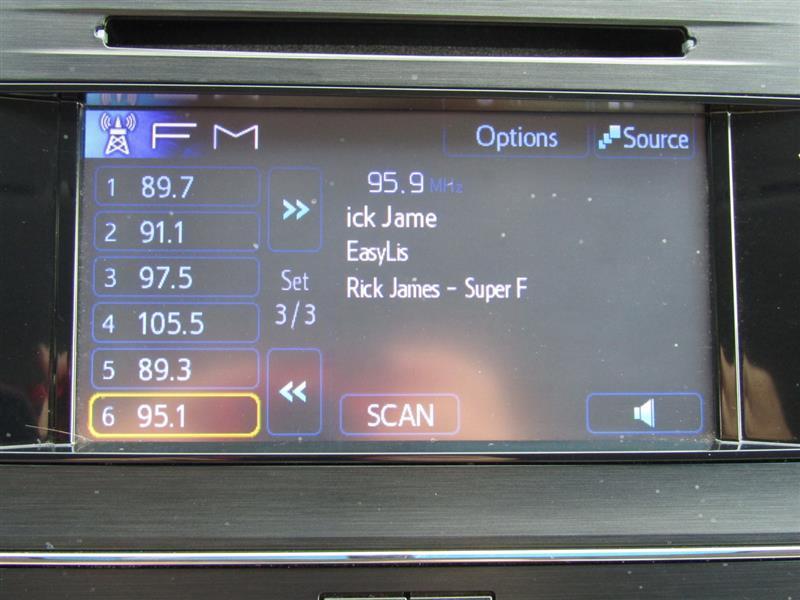 FM
Options
Source
1 89.7
2 91.1
3 97.5
4 105.5
5 89.3
6 95.1
Set
3/3
95.9 MHz
ick Jame
EasyLis
Rick James - Super F
SCAN